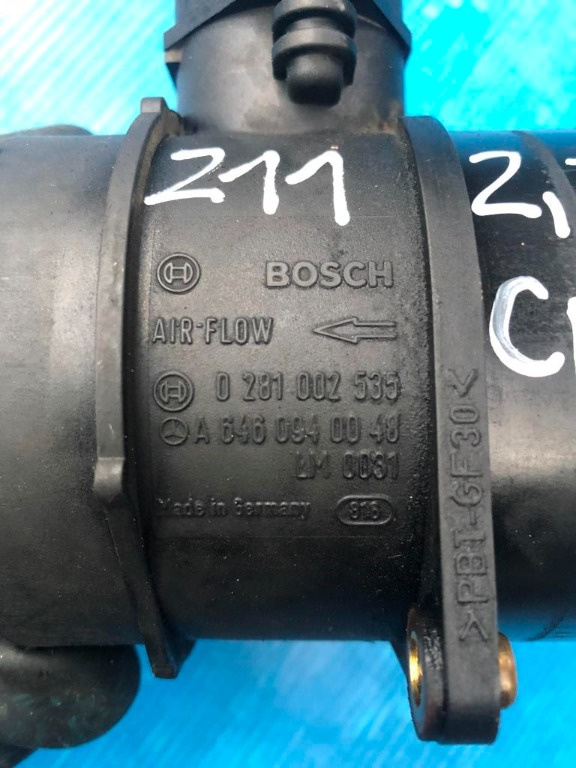 211
2,
C
BOSCH
AIR-FLOW
0 281 002 535
A 646 094 00 48
LM 0031
Made in Germany 816
>PBT-GF30<